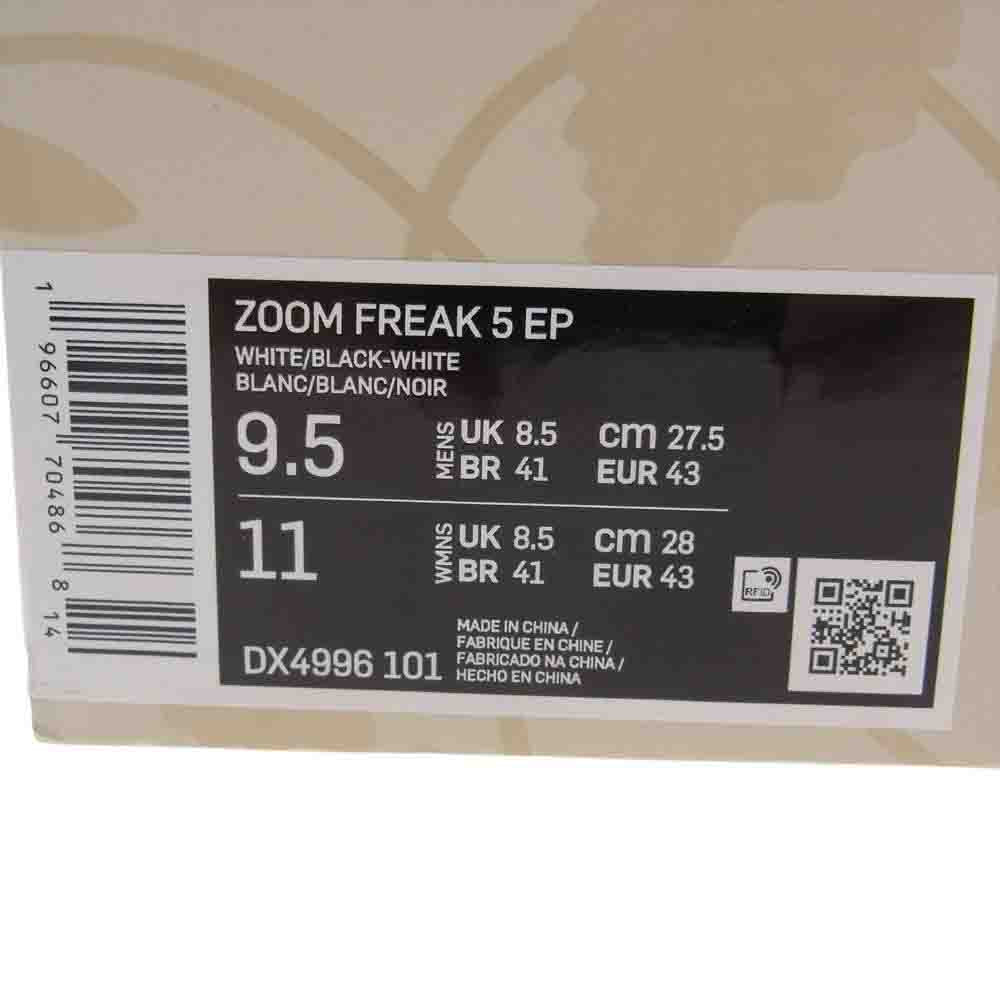 ZOOM FREAK 5 EP
WHITE/BLACK-WHITE
BLANC/BLANC/NOIR
9.5 MENS UK 8.5 cm 27.5
BR 41 EUR 43
11 WMNS UK 8.5 cm 28
BR 41 EUR 43
RFID
DX4996 101
MADE IN CHINA /
FABRIQUE EN CHINE /
FABRICADO NA CHINA /
HECHO EN CHINA
1 96607 70486 8 14